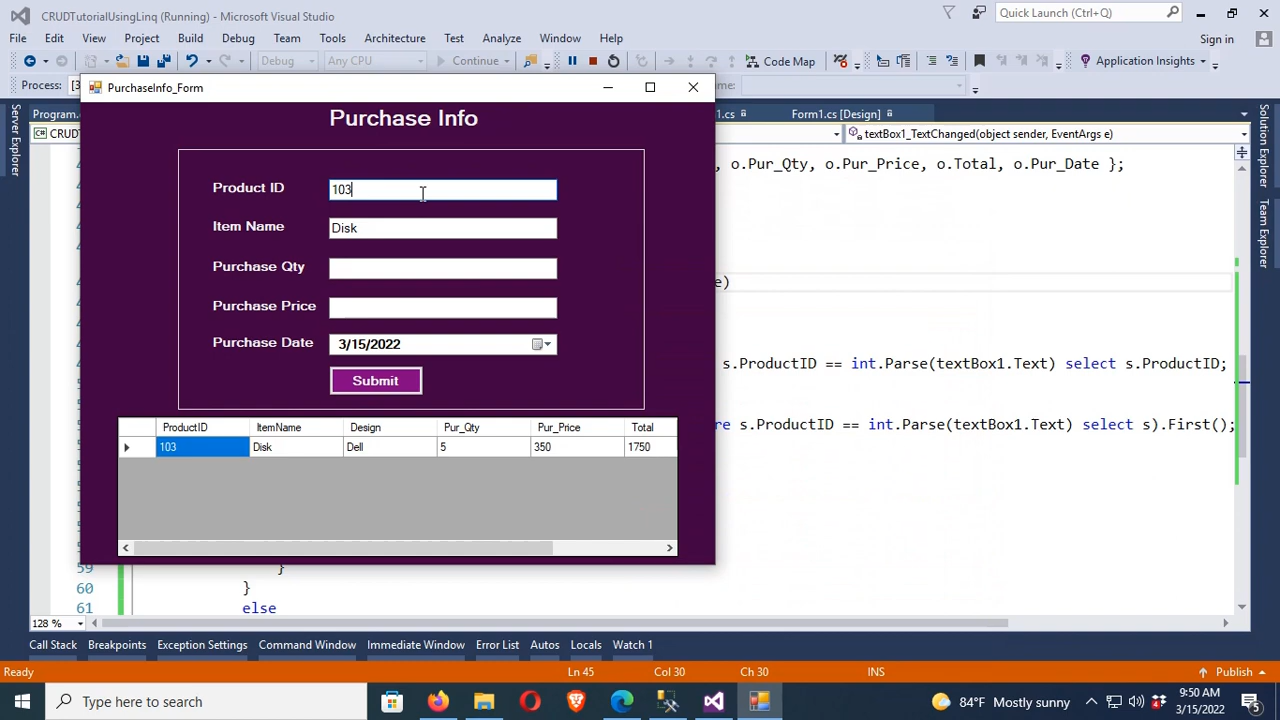 CRUDTutorialUsingLinq (Running) - Microsoft Visual Studio
Quick Launch (Ctrl+Q)
File Edit View Project Build Debug Team Tools Architecture Test Analyze Window Help
Sign in
Debug Any CPU Continue Code Map Application Insights
Process:
PurchaseInfo_Form
Program. 1.cs Form1.cs [Design]
textBox1_TextChanged(object sender, EventArgs e)
Server Explorer
Solution Explorer
Team Explorer
Purchase Info
, o.Pur_Qty, o.Pur_Price, o.Total, o.Pur_Date };
Product ID 103
Item Name Disk
Purchase Qty
e)
Purchase Price
Purchase Date 3/15/2022
s.ProductID == int.Parse(textBox1.Text) select s.ProductID;
Submit
re s.ProductID == int.Parse(textBox1.Text) select s).First();
ProductID ItemName Design Pur_Qty Pur_Price Total
103 Disk Dell 5 350 1750
59 }
60 }
61 else
128 %
Call Stack Breakpoints Exception Settings Command Window Immediate Window Error List Autos Locals Watch 1
Ready Ln 45 Col 30 Ch 30 INS Publish
Type here to search
84°F Mostly sunny
9:50 AM
3/15/2022
5